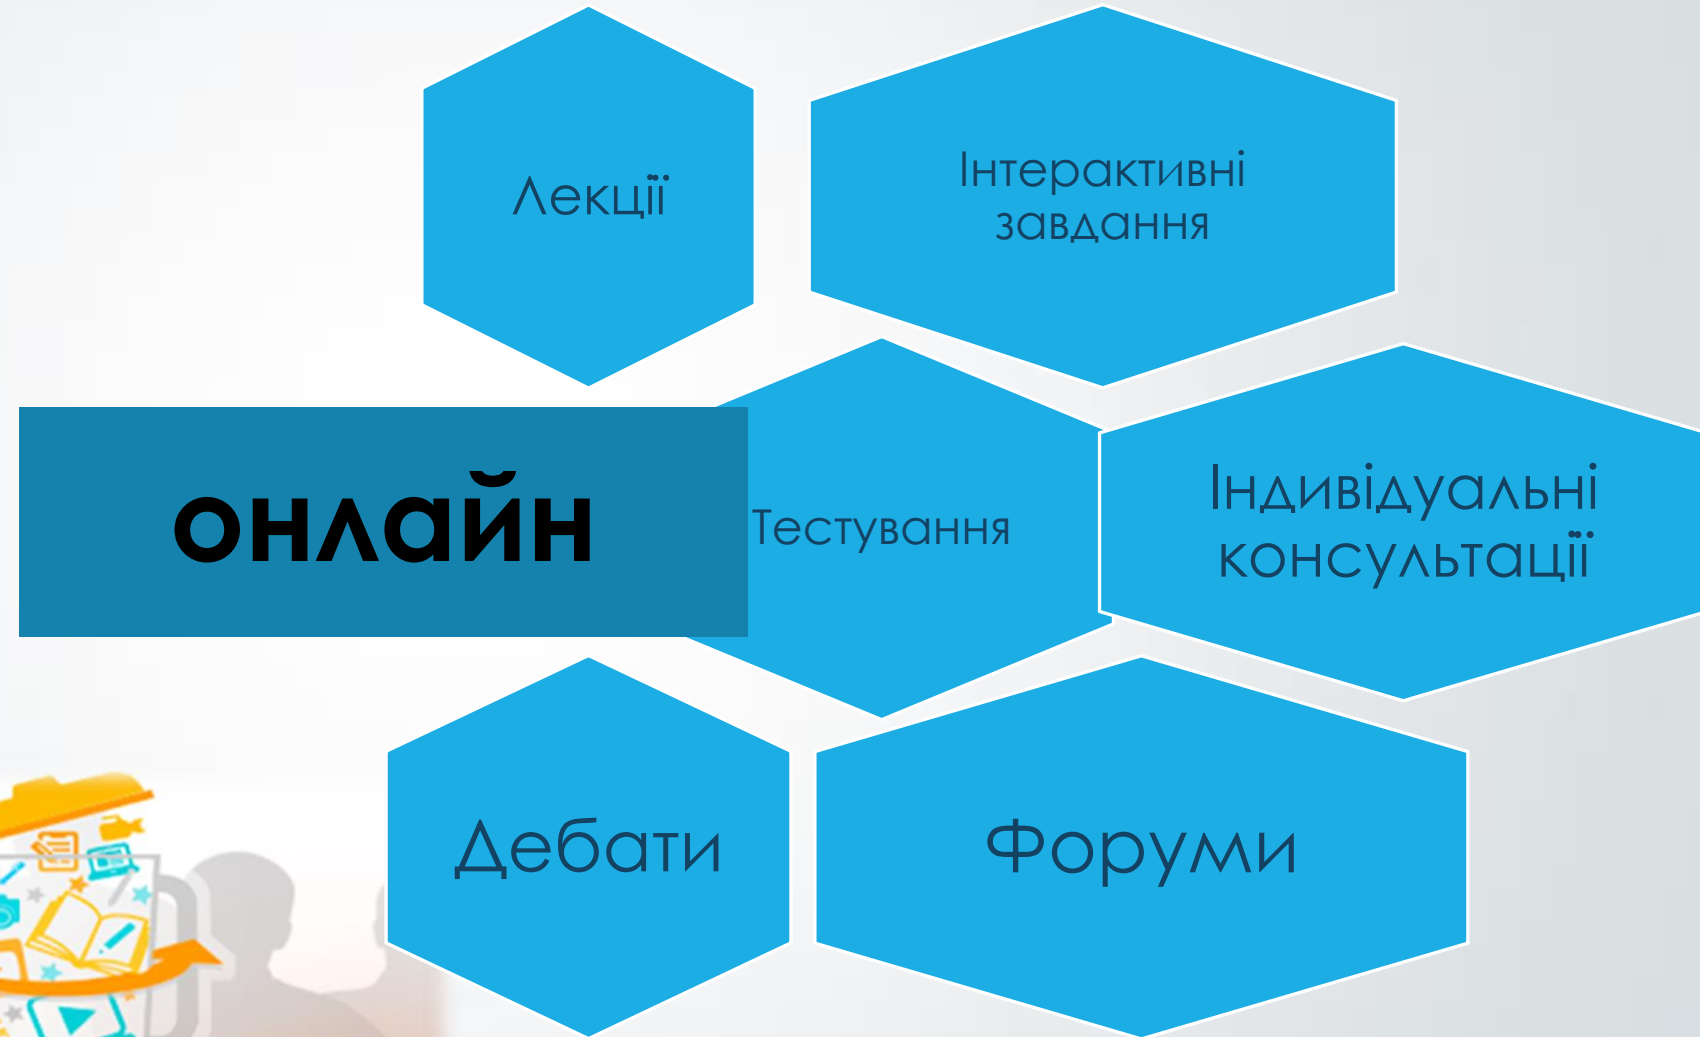 Лекції
Інтерактивні
завдання
онлайн
Тестування
Індивідуальні
консультації
Дебати
Форуми